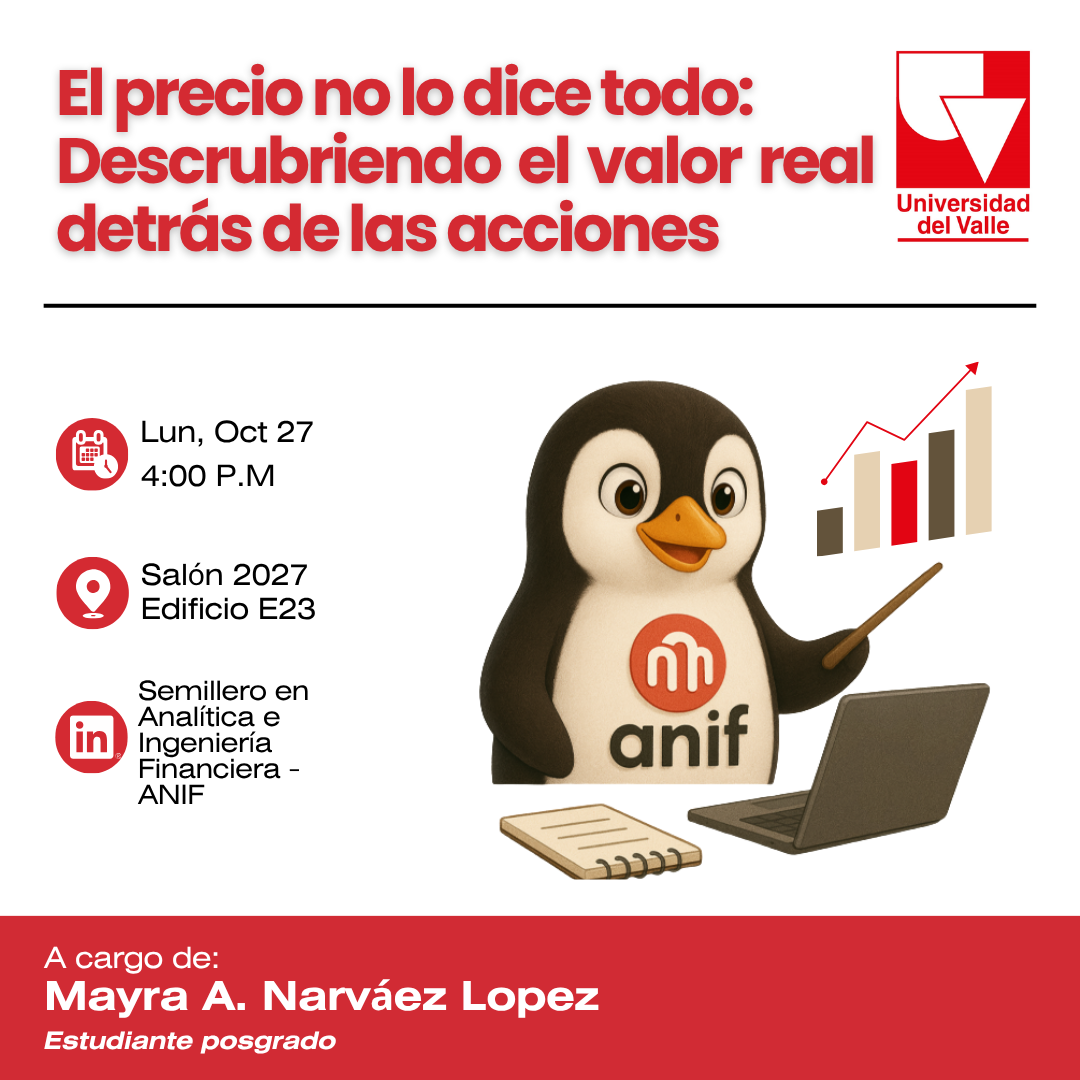 El precio no lo dice todo:
Descrubriendo el valor real
detrás de las acciones
Universidad
del Valle
Lun, Oct 27
4:00 P.M
Salón 2027
Edificio E23
in
Semillero en
Analítica e
Ingeniería
Financiera -
ANIF
anif
A cargo de:
Mayra A. Narváez Lopez
Estudiante posgrado